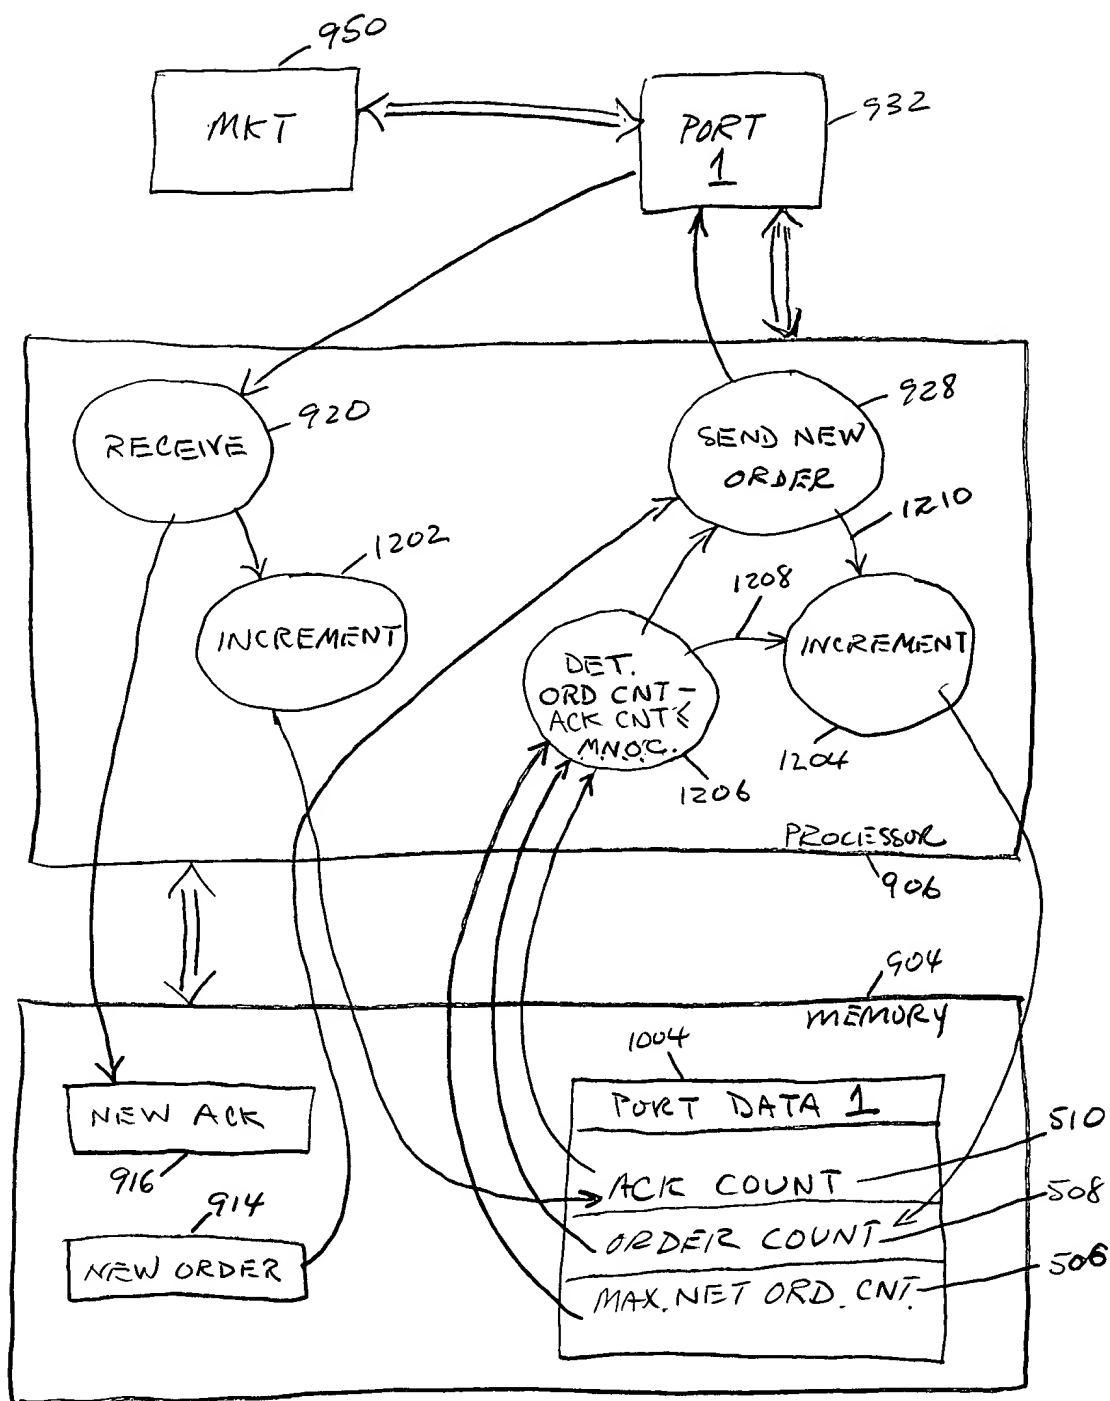 950
MKT
PORT
1
932
RECEIVE
920
SEND NEW
ORDER
928
1210
1202
INCREMENT
1208
DET.
ORD CNT -
ACK CNT ≤
M.N.O.C.
1206
INCREMENT
1204
PROCESSOR
906
904
MEMORY
1004
PORT DATA 1
NEW ACK
916
ACK COUNT
510
914
NEW ORDER
ORDER COUNT
508
MAX. NET ORD. CNT.
506